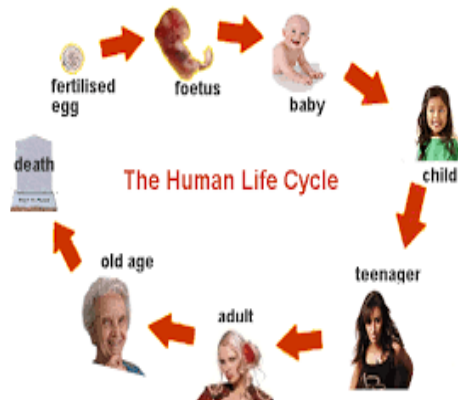 fertilised
egg
foetus
baby
child
The Human Life Cycle
death
teenager
adult
old age